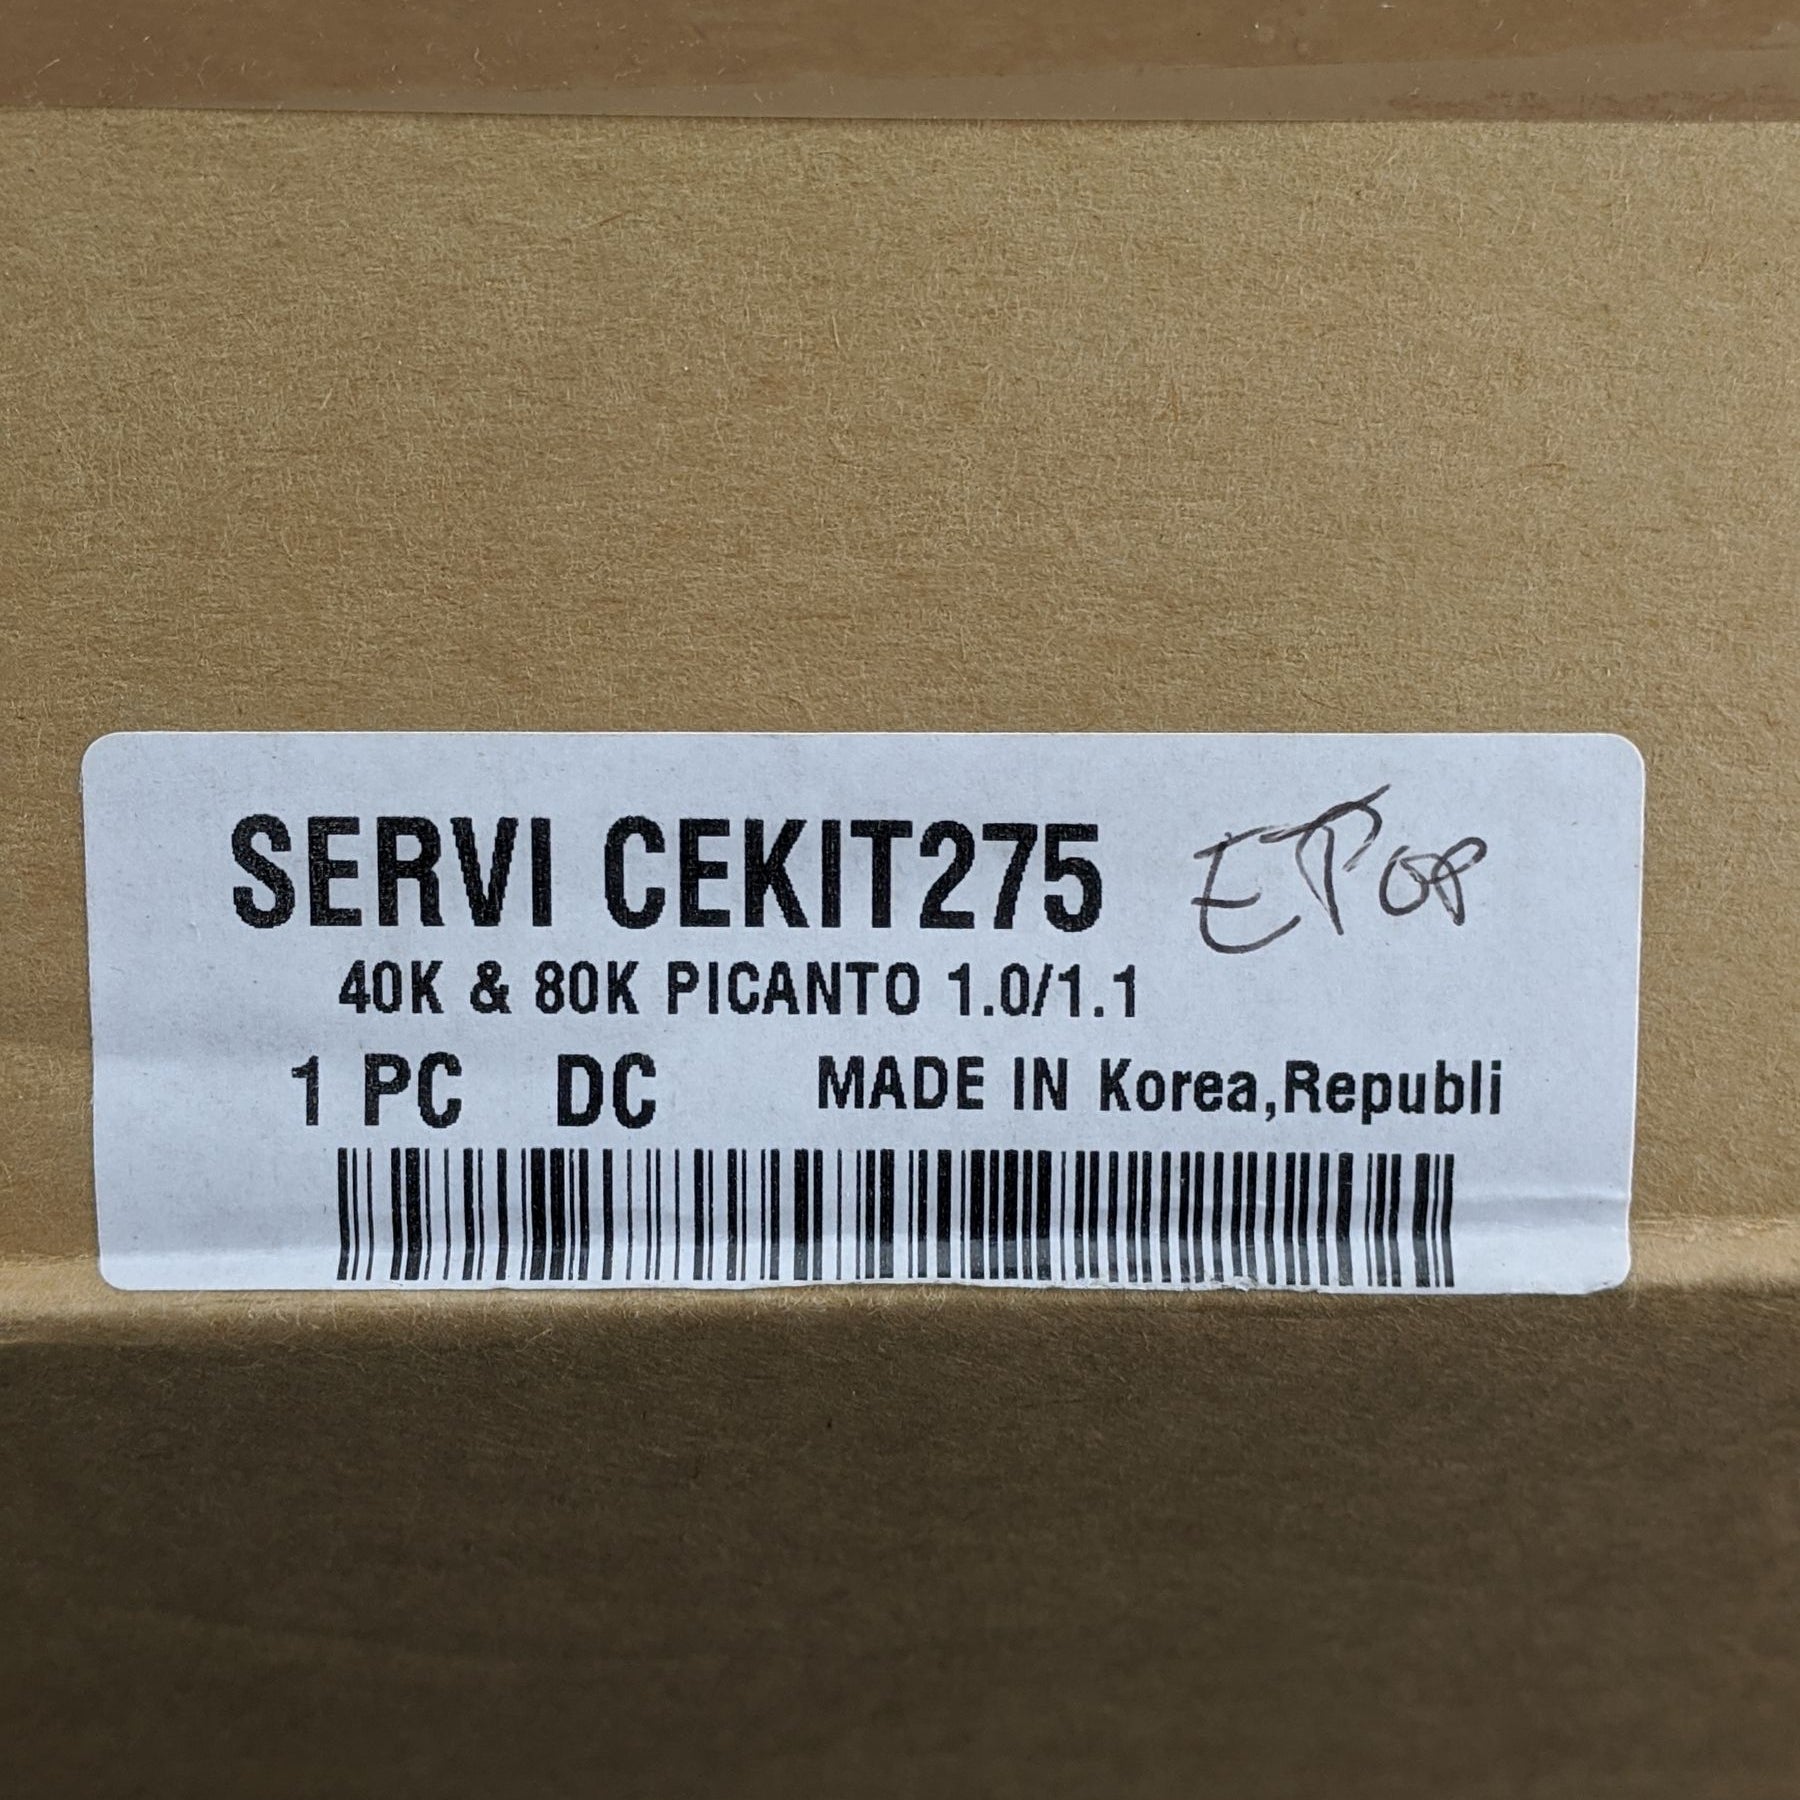 SERVI CEKIT275
40K & 80K PICANTO 1.0/1.1
1 PC DC MADE IN Korea,Republi